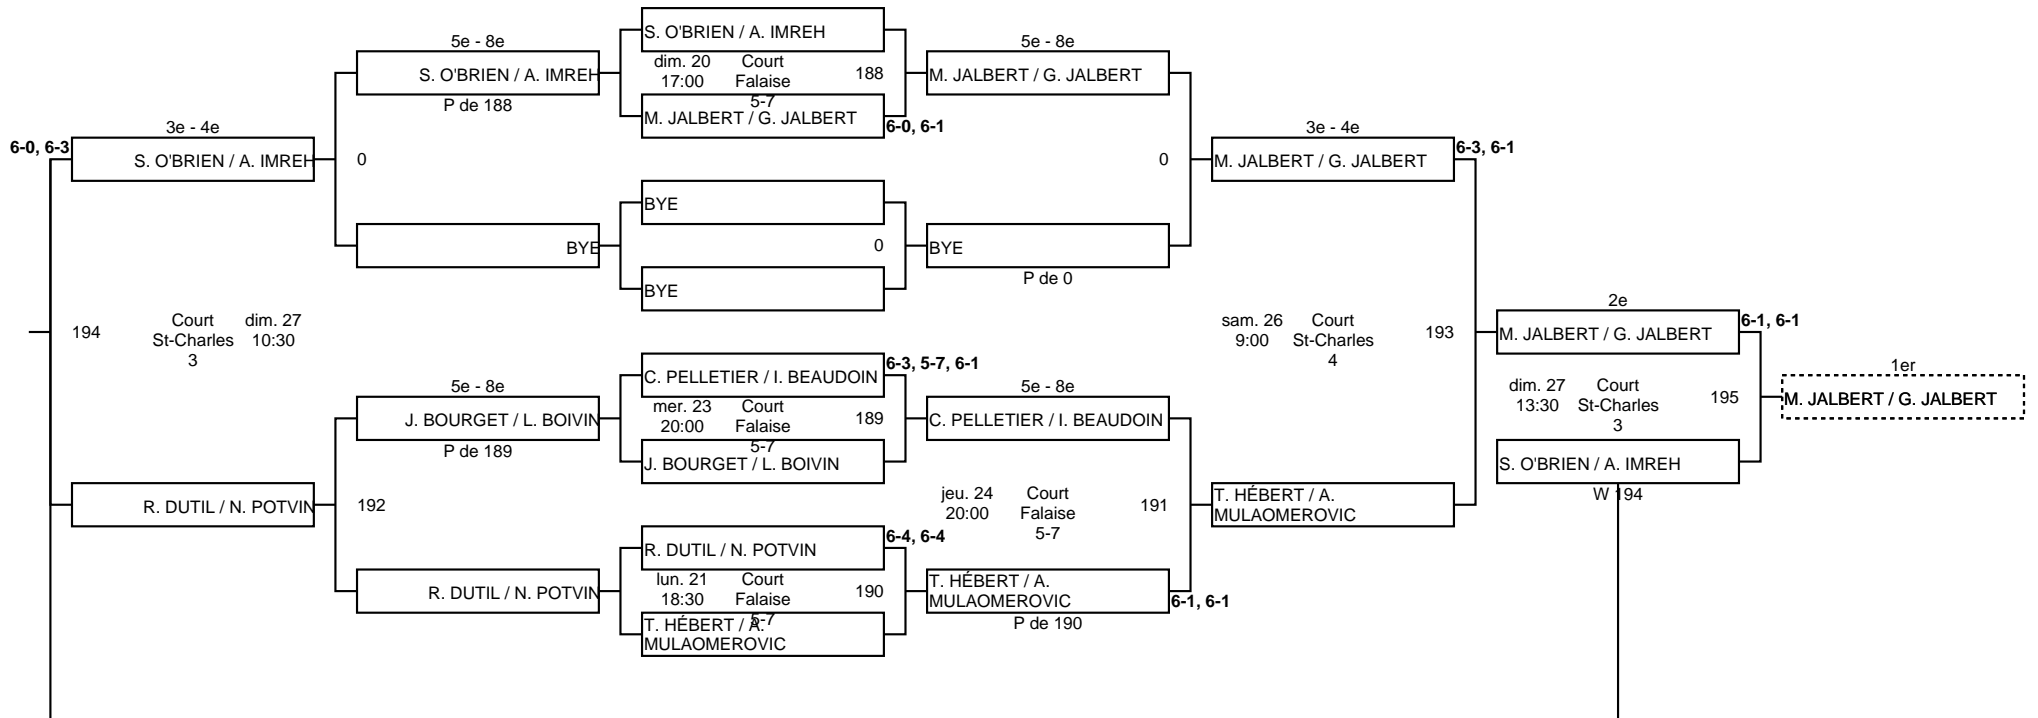 3e - 4e
6-0, 6-3
S. O'BRIEN / A. IMREH
194
Court dim. 27
St-Charles 10:30
3
R. DUTIL / N. POTVIN
5e - 8e
S. O'BRIEN / A. IMREH
P de 188
0
BYE
5e - 8e
J. BOURGET / L. BOIVIN
P de 189
192
R. DUTIL / N. POTVIN
S. O'BRIEN / A. IMREH
dim. 20 Court
17:00 Falaise 188
5-7
M. JALBERT / G. JALBERT
6-0, 6-1
BYE
0
BYE
C. PELLETIER / I. BEAUDOIN
6-3, 5-7, 6-1
mer. 23 Court
20:00 Falaise 189
5-7
J. BOURGET / L. BOIVIN
R. DUTIL / N. POTVIN
6-4, 6-4
lun. 21 Court
18:30 Falaise 190
5-7
T. HÉBERT / A.
MULAOMEROVIC
5e - 8e
M. JALBERT / G. JALBERT
0
BYE
P de 0
5e - 8e
C. PELLETIER / I. BEAUDOIN
jeu. 24 Court
20:00 Falaise 191
5-7
T. HÉBERT / A.
MULAOMEROVIC
6-1, 6-1
P de 190
3e - 4e
M. JALBERT / G. JALBERT
6-3, 6-1
sam. 26 Court
9:00 St-Charles 193
4
T. HÉBERT / A.
MULAOMEROVIC
2e
M. JALBERT / G. JALBERT
6-1, 6-1
dim. 27 Court
13:30 St-Charles 195
3
S. O'BRIEN / A. IMREH
W 194
1er
M. JALBERT / G. JALBERT